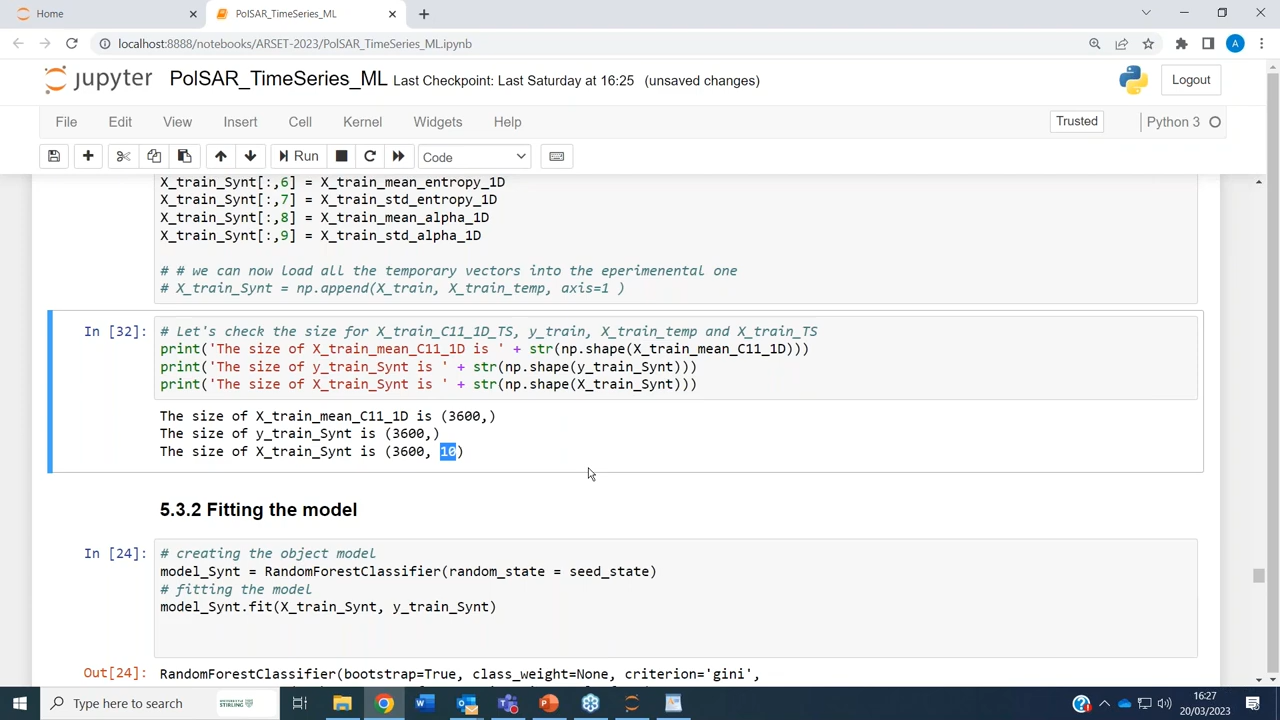 Home
PolSAR_TimeSeries_ML
localhost:8888/notebooks/ARSET-2023/PolSAR_TimeSeries_ML.ipynb
A
jupyter PolSAR_TimeSeries_ML Last Checkpoint: Last Saturday at 16:25 (unsaved changes)
Logout
File Edit View Insert Cell Kernel Widgets Help
Trusted
Python 3
Run
Code
X_train_Synt[:,6] = X_train_mean_entropy_1D
X_train_Synt[:,7] = X_train_std_entropy_1D
X_train_Synt[:,8] = X_train_mean_alpha_1D
X_train_Synt[:,9] = X_train_std_alpha_1D
# # we can now load all the temporary vectors into the eperimenental one
# X_train_Synt = np.append(X_train, X_train_temp, axis=1 )
In [32]:
# Let's check the size for X_train_C11_1D_TS, y_train, X_train_temp and X_train_TS
print('The size of X_train_mean_C11_1D is ' + str(np.shape(X_train_mean_C11_1D)))
print('The size of y_train_Synt is ' + str(np.shape(y_train_Synt)))
print('The size of X_train_Synt is ' + str(np.shape(X_train_Synt)))
The size of X_train_mean_C11_1D is (3600,)
The size of y_train_Synt is (3600,)
The size of X_train_Synt is (3600, 10)
5.3.2 Fitting the model
In [24]:
# creating the object model
model_Synt = RandomForestClassifier(random_state = seed_state)
# fitting the model
model_Synt.fit(X_train_Synt, y_train_Synt)
Out[24]:
RandomForestClassifier(bootstrap=True, class_weight=None, criterion='gini',
Type here to search
STIRLING
16:27
20/03/2023